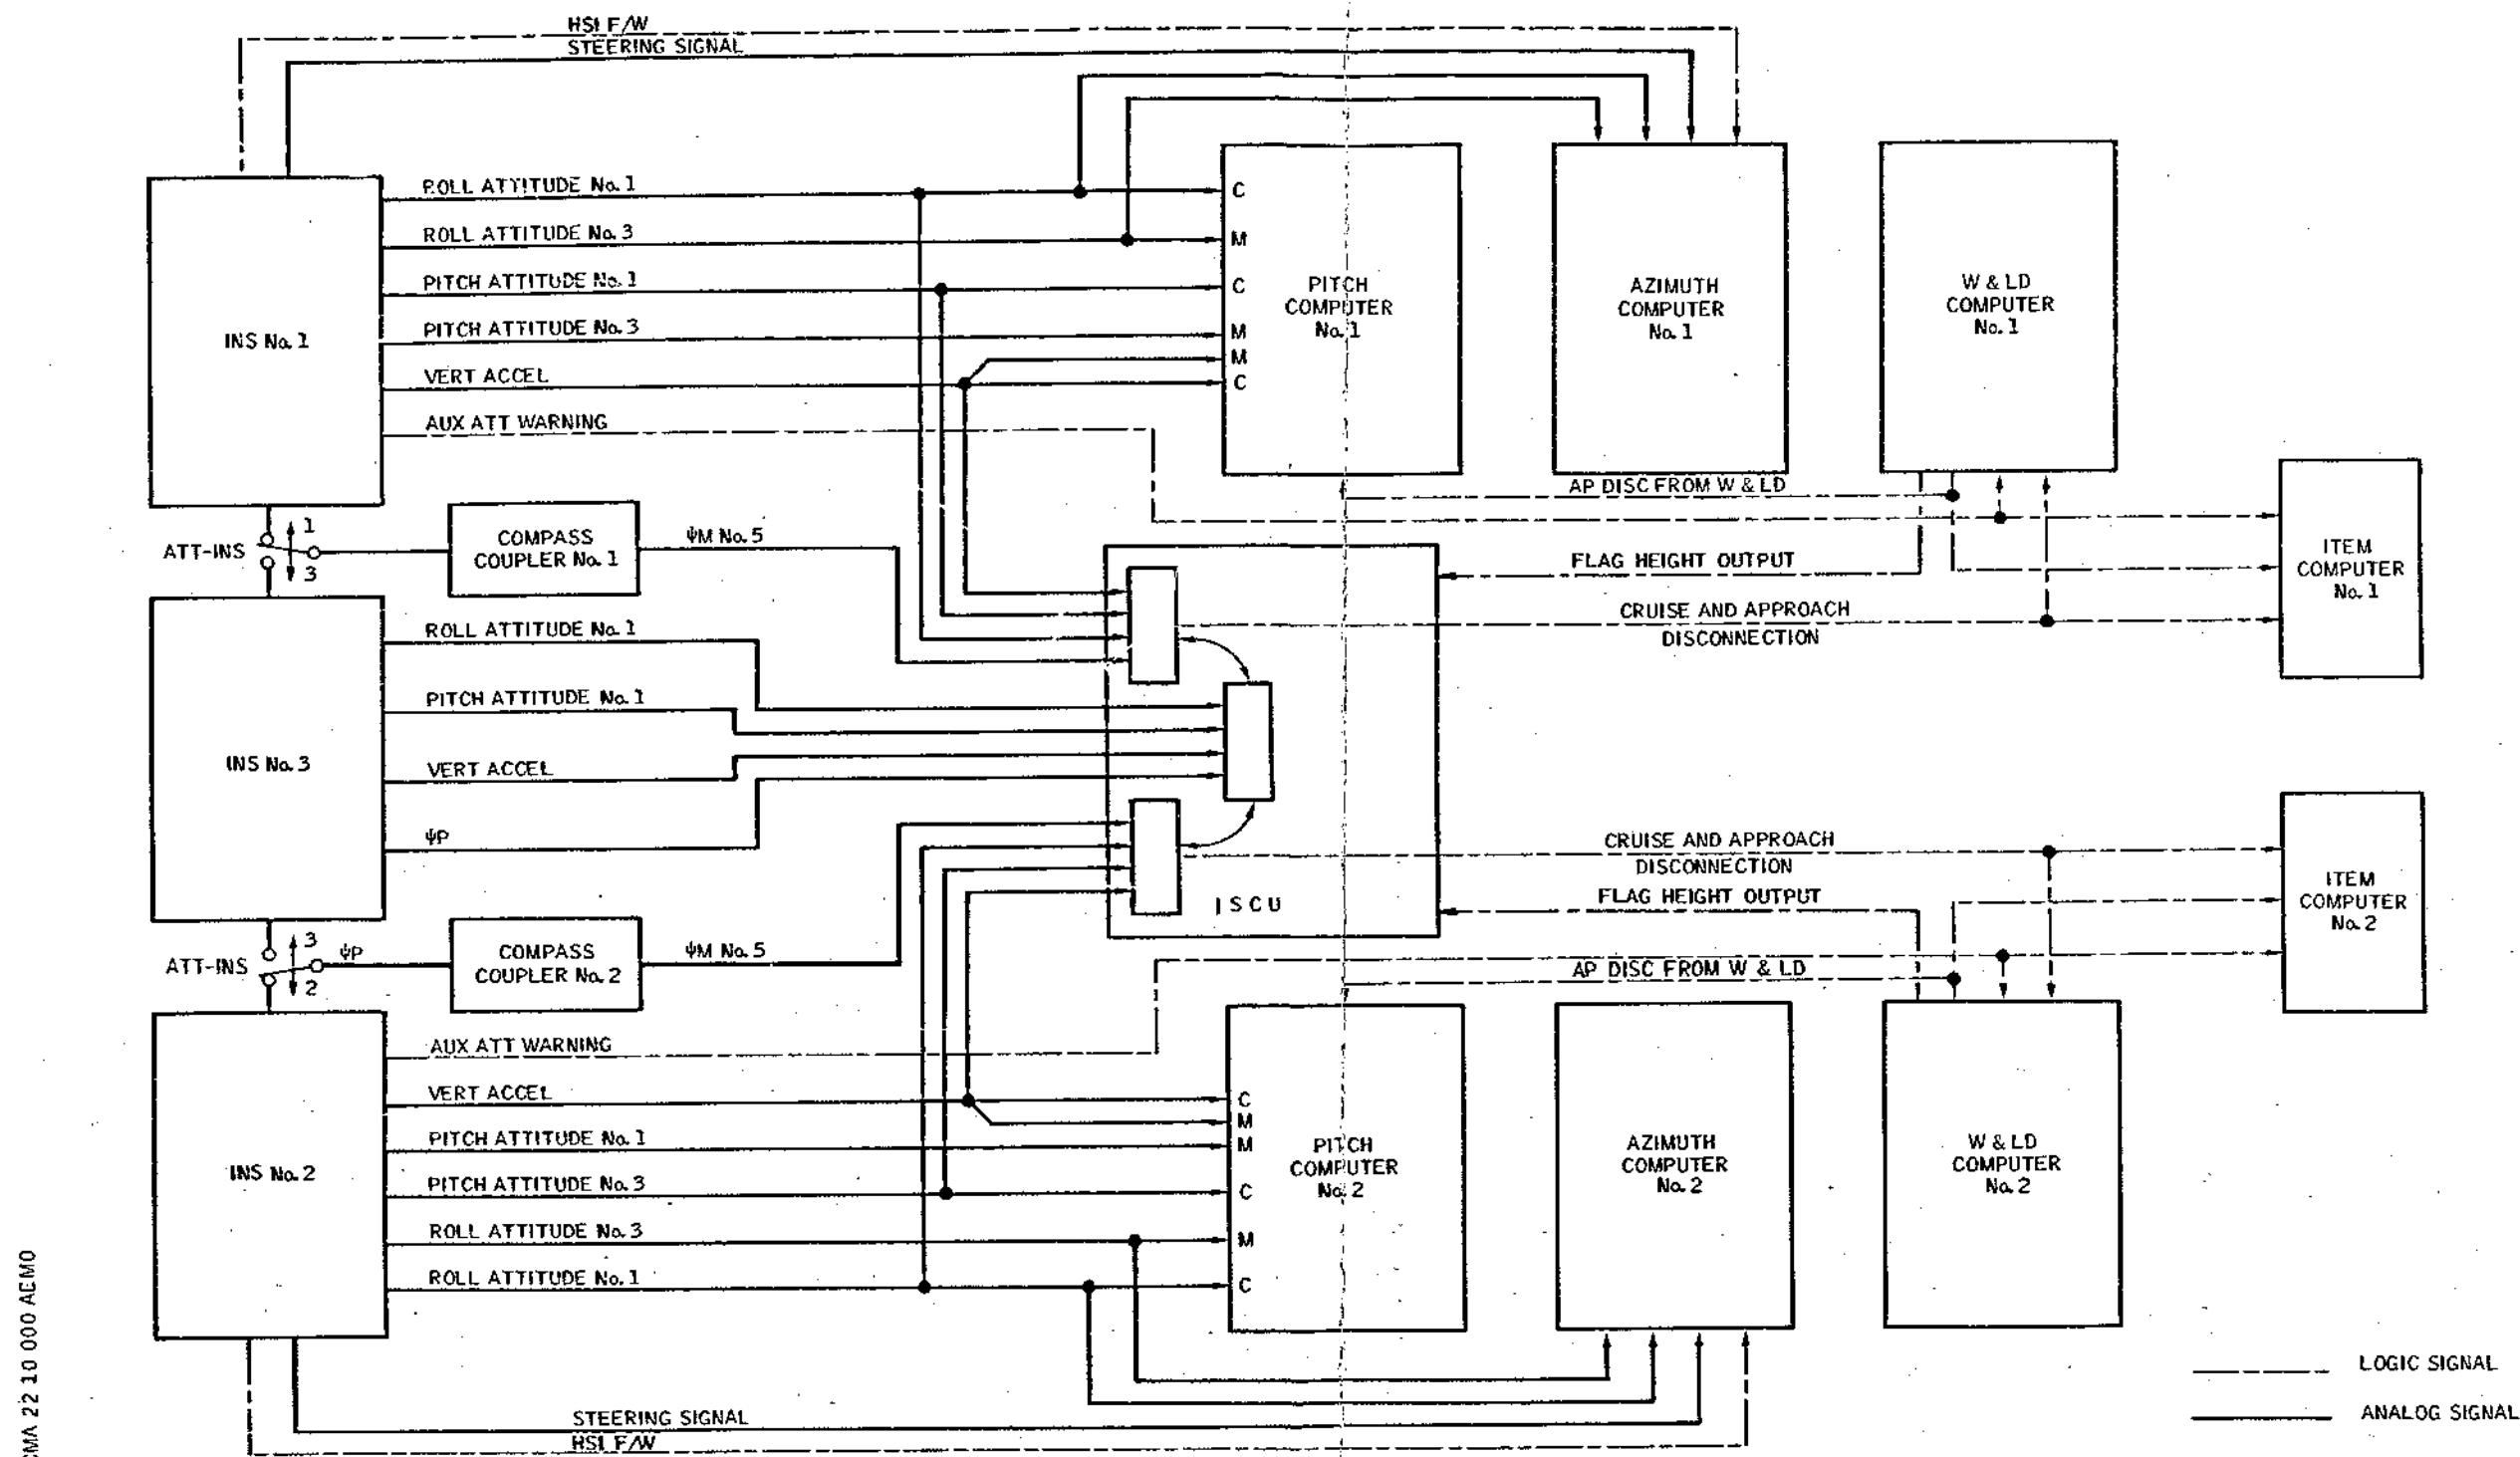 HSI F/W
STEERING SIGNAL
ROLL ATTITUDE No.1
ROLL ATTITUDE No.3
PITCH ATTITUDE No.1
PITCH ATTITUDE No.3
VERT ACCEL
AUX ATT WARNING
INS No.1
C
M
C
M
M
C
PITCH
COMPUTER
No.1
AZIMUTH
COMPUTER
No.1
W & LD
COMPUTER
No.1
AP DISC FROM W & LD
ATT-INS
1
3
COMPASS
COUPLER No.1
ΨM No.5
FLAG HEIGHT OUTPUT
CRUISE AND APPROACH
DISCONNECTION
ITEM
COMPUTER
No.1
INS No.3
ROLL ATTITUDE No.1
PITCH ATTITUDE No.1
VERT ACCEL
ΨP
ISCU
CRUISE AND APPROACH
DISCONNECTION
FLAG HEIGHT OUTPUT
ITEM
COMPUTER
No.2
ATT-INS
3
2
ΨP
COMPASS
COUPLER No.2
ΨM No.5
AP DISC FROM W & LD
INS No.2
AUX ATT WARNING
VERT ACCEL
PITCH ATTITUDE No.1
PITCH ATTITUDE No.3
ROLL ATTITUDE No.3
ROLL ATTITUDE No.1
C
M
M
C
M
C
PITCH
COMPUTER
No.2
AZIMUTH
COMPUTER
No.2
W & LD
COMPUTER
No.2
STEERING SIGNAL
HSI F/W
LOGIC SIGNAL
ANALOG SIGNAL
CMA 22 10 000 AEM0